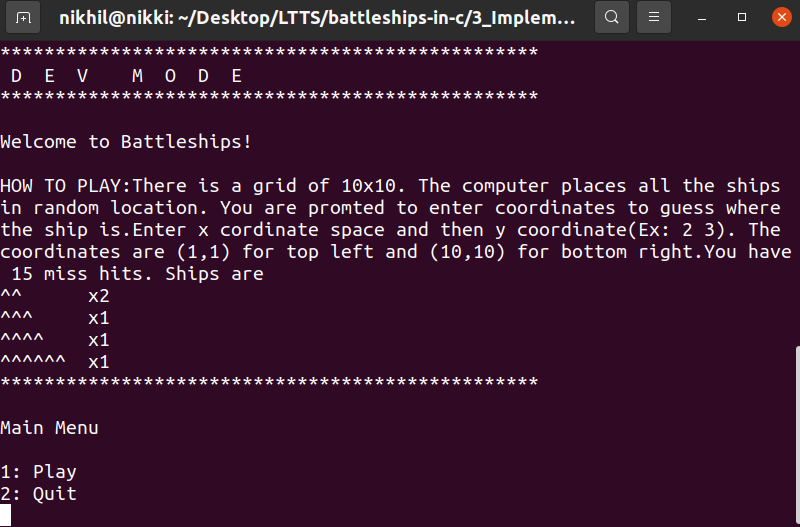 nikhil@nikki: ~/Desktop/LTTS/battleships-in-c/3_Implem...
*************************************************
D E V   M O D E
*************************************************
Welcome to Battleships!
HOW TO PLAY:There is a grid of 10x10. The computer places all the ships
in random location. You are promted to enter coordinates to guess where
the ship is.Enter x cordinate space and then y coordinate(Ex: 2 3). The
coordinates are (1,1) for top left and (10,10) for bottom right.You have
15 miss hits. Ships are
^^      x2
^^^     x1
^^^^    x1
^^^^^^  x1
*************************************************
Main Menu
1: Play
2: Quit